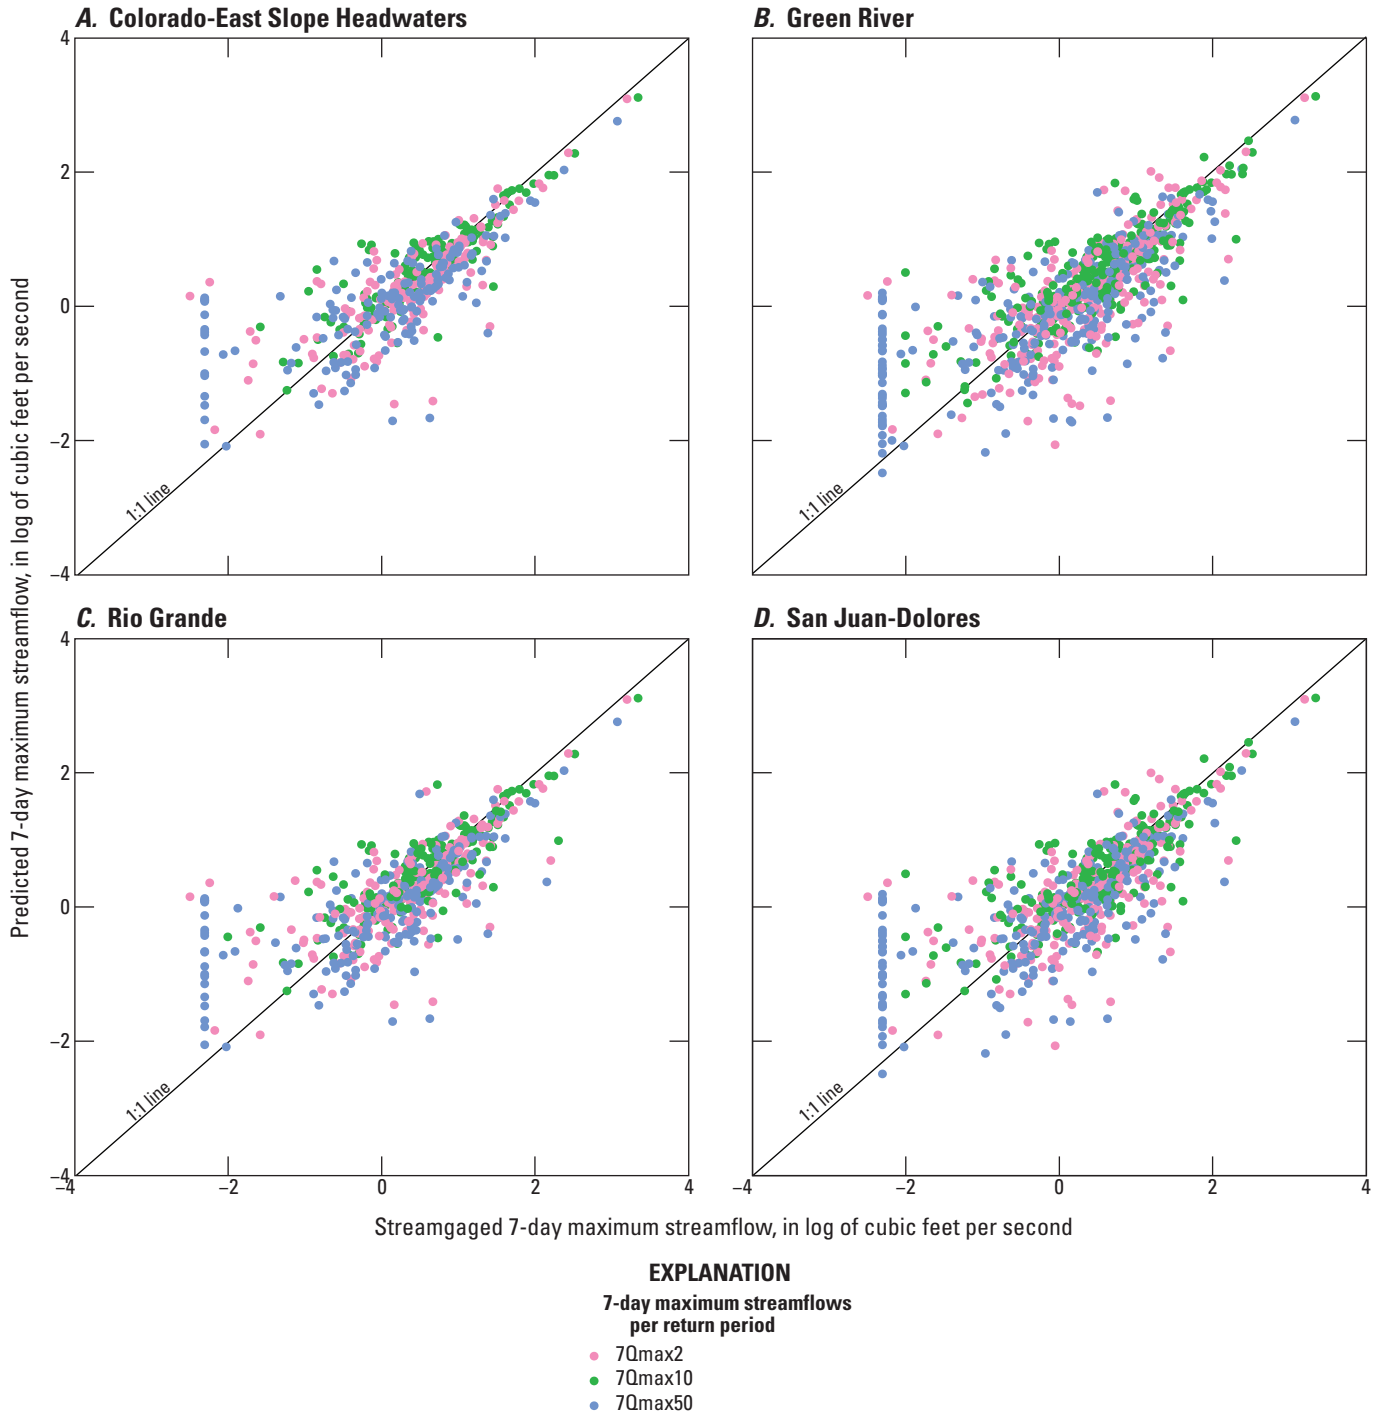 A. Colorado-East Slope Headwaters
B. Green River
4
2
0
−2
−4
1:1 line
1:1 line
C. Rio Grande
D. San Juan-Dolores
4
2
0
−2
−4
1:1 line
1:1 line
−4 −2 0 2 4
−4 −2 0 2 4
Predicted 7-day maximum streamflow, in log of cubic feet per second
Streamgaged 7-day maximum streamflow, in log of cubic feet per second
EXPLANATION
7-day maximum streamflows
per return period
7Qmax2
7Qmax10
7Qmax50